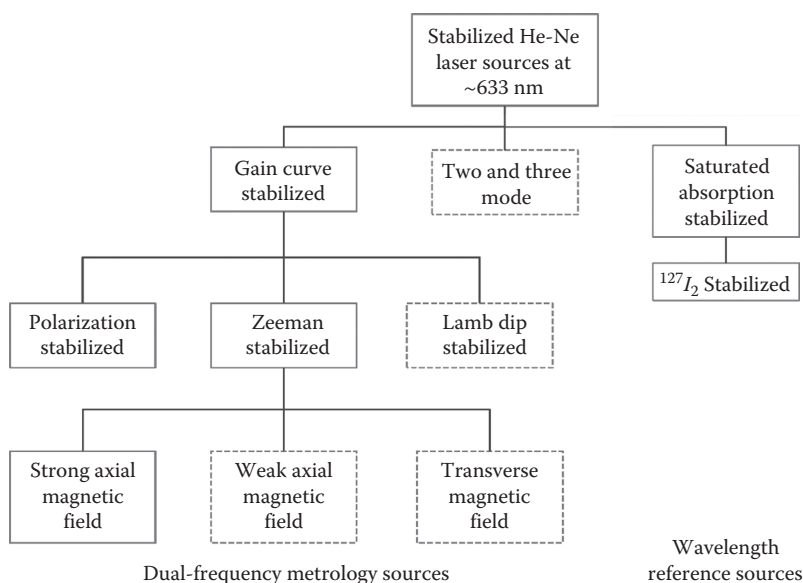 Stabilized He-Ne
laser sources at
~633 nm
Gain curve
stabilized
Two and three
mode
Saturated
absorption
stabilized
¹²⁷I₂ Stabilized
Polarization
stabilized
Zeeman
stabilized
Lamb dip
stabilized
Strong axial
magnetic
field
Weak axial
magnetic
field
Transverse
magnetic
field
Dual-frequency metrology sources
Wavelength
reference sources